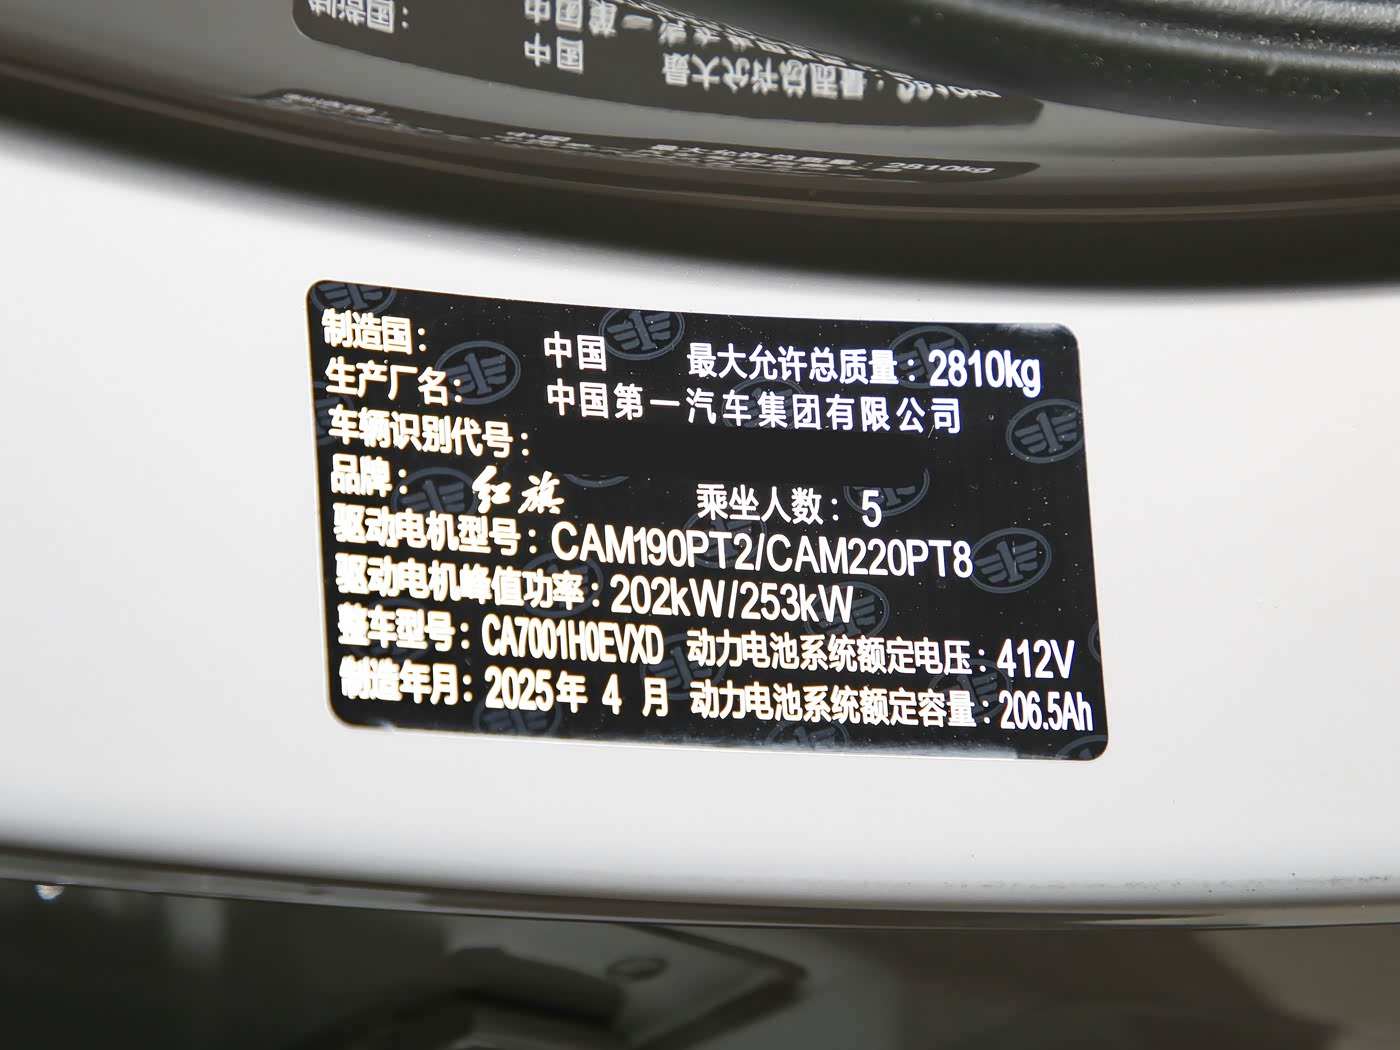 制造国： 中国 最大允许总质量：2810kg
生产厂名： 中国第一汽车集团有限公司
车辆识别代号：
品牌： 红旗 乘坐人数：5
驱动电机型号：CAM190PT2/CAM220PT8
驱动电机峰值功率：202kW/253kW
整车型号：CA7001H0EVXD 动力电池系统额定电压：412V
制造年月：2025年 4 月 动力电池系统额定容量：206.5Ah